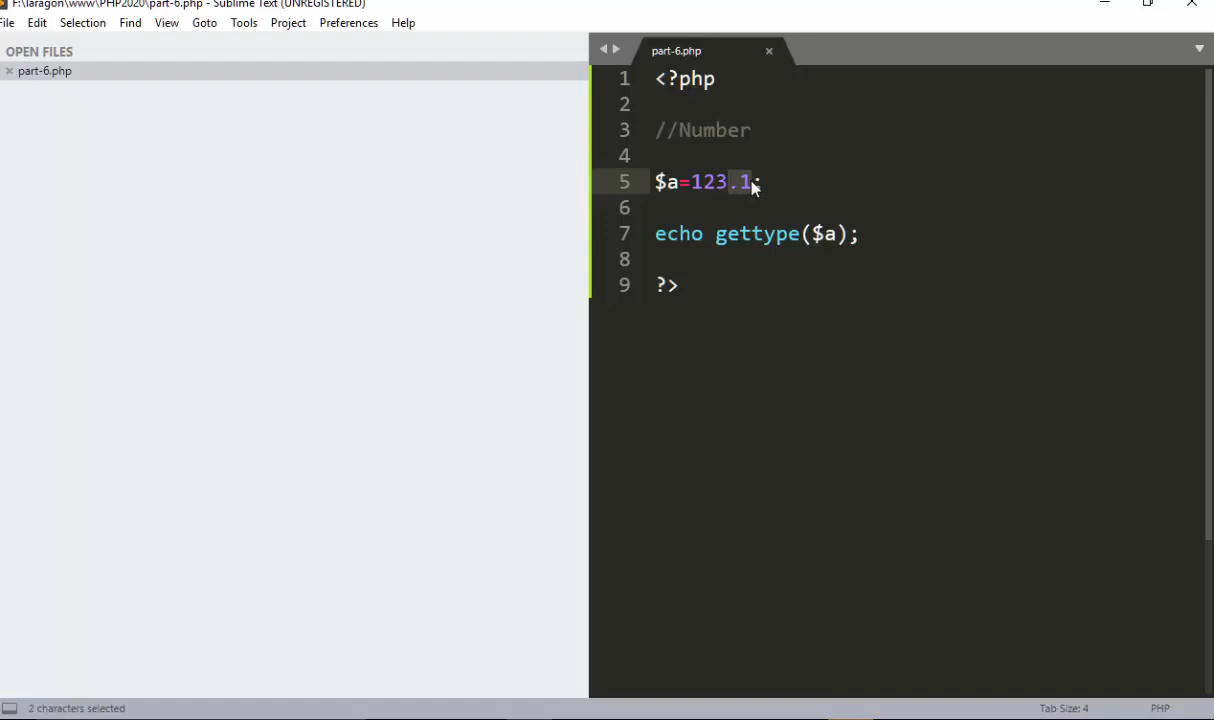 F:\laragon\www\PHP2020\part-6.php - Sublime Text (UNREGISTERED)
File Edit Selection Find View Goto Tools Project Preferences Help
OPEN FILES
× part-6.php
part-6.php ×
1 <?php
2
3 //Number
4
5 $a=123.1;
6
7 echo gettype($a);
8
9 ?>
2 characters selected
Tab Size: 4
PHP